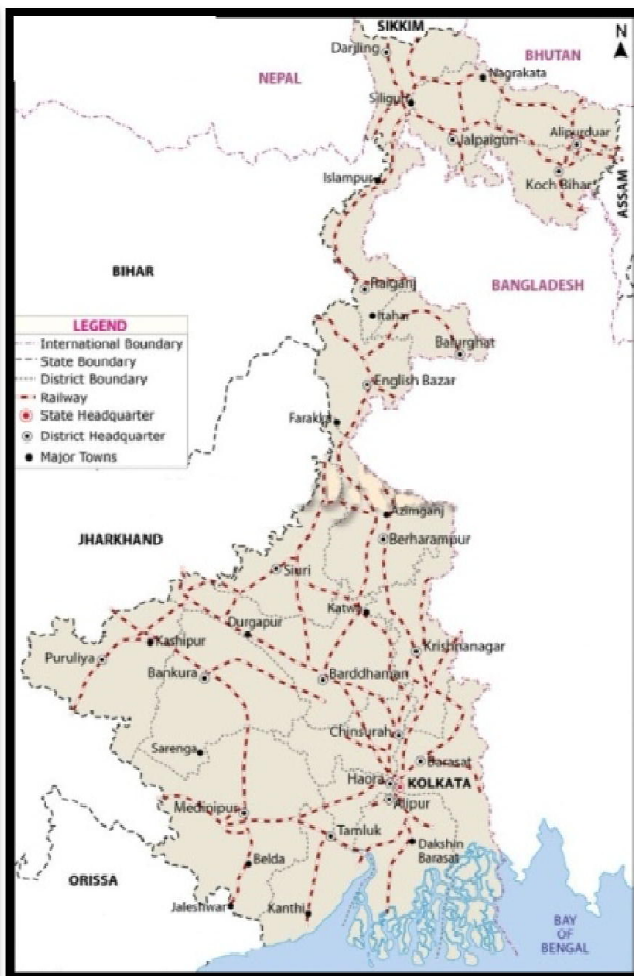 SIKKIM
N
Darjling
BHUTAN
NEPAL
Nagrakata
Siliguri
Alipurduar
Jalpaiguri
Islampur
Koch Bihar
ASSAM
BIHAR
Raiganj
BANGLADESH
Itahar
LEGEND
International Boundary
State Boundary
District Boundary
Railway
State Headquarter
District Headquarter
Major Towns
Balurghat
English Bazar
Farakka
Azimganj
JHARKHAND
Berharampur
Siuri
Katwa
Durgapur
Kashipur
Krishnanagar
Puruliya
Bankura
Barddhaman
Chinsurah
Sarenga
Barasat
Haora
KOLKATA
Alipur
Medinipur
Tamluk
Dakshin
Barasat
Belda
ORISSA
Jaleshwar
Kanthi
BAY
OF
BENGAL